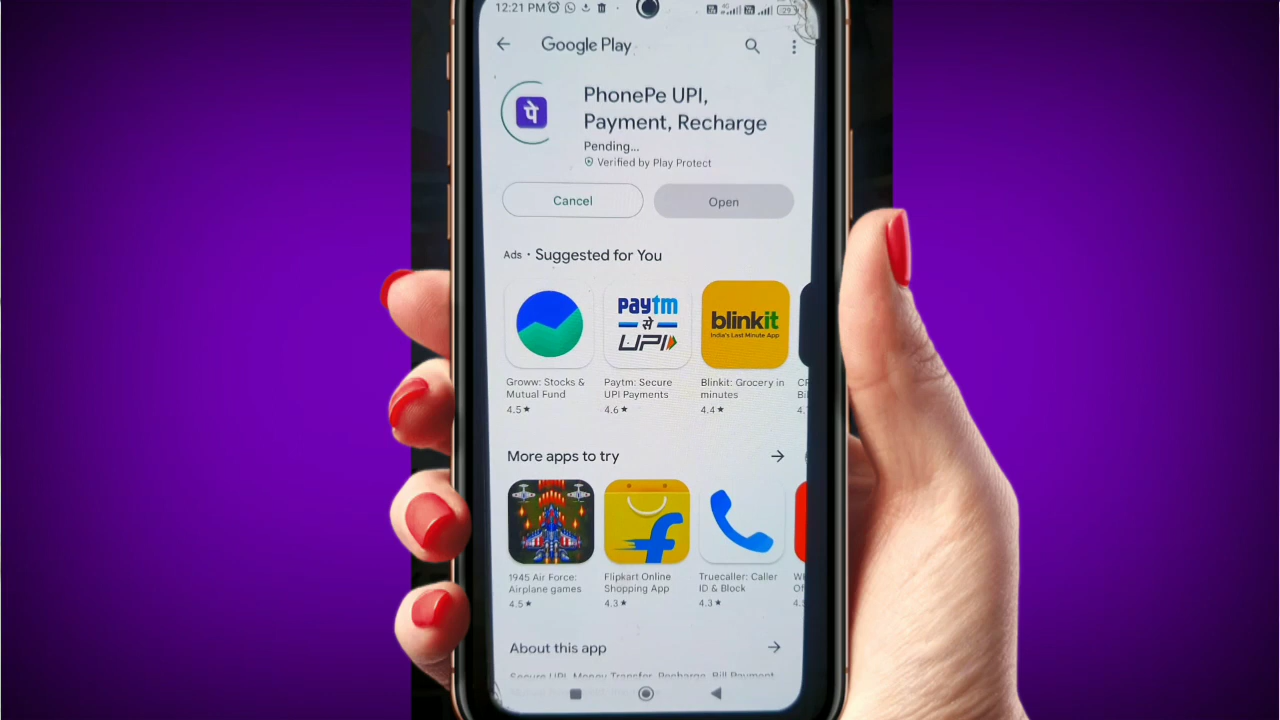 12:21 PM
Google Play
पे
PhonePe UPI,
Payment, Recharge
Pending...
Verified by Play Protect
Cancel
Open
Ads · Suggested for You
paytm
से
UPI
blinkit
India's Last Minute App
Groww: Stocks &
Mutual Fund
4.5★
Paytm: Secure
UPI Payments
4.6★
Blinkit: Grocery in
minutes
4.4★
More apps to try
f
1945 Air Force:
Airplane games
4.5★
Flipkart Online
Shopping App
4.3★
Truecaller: Caller
ID & Block
4.3★
About this app
Secure UPI, Money Transfer, Recharge, Bill Payment